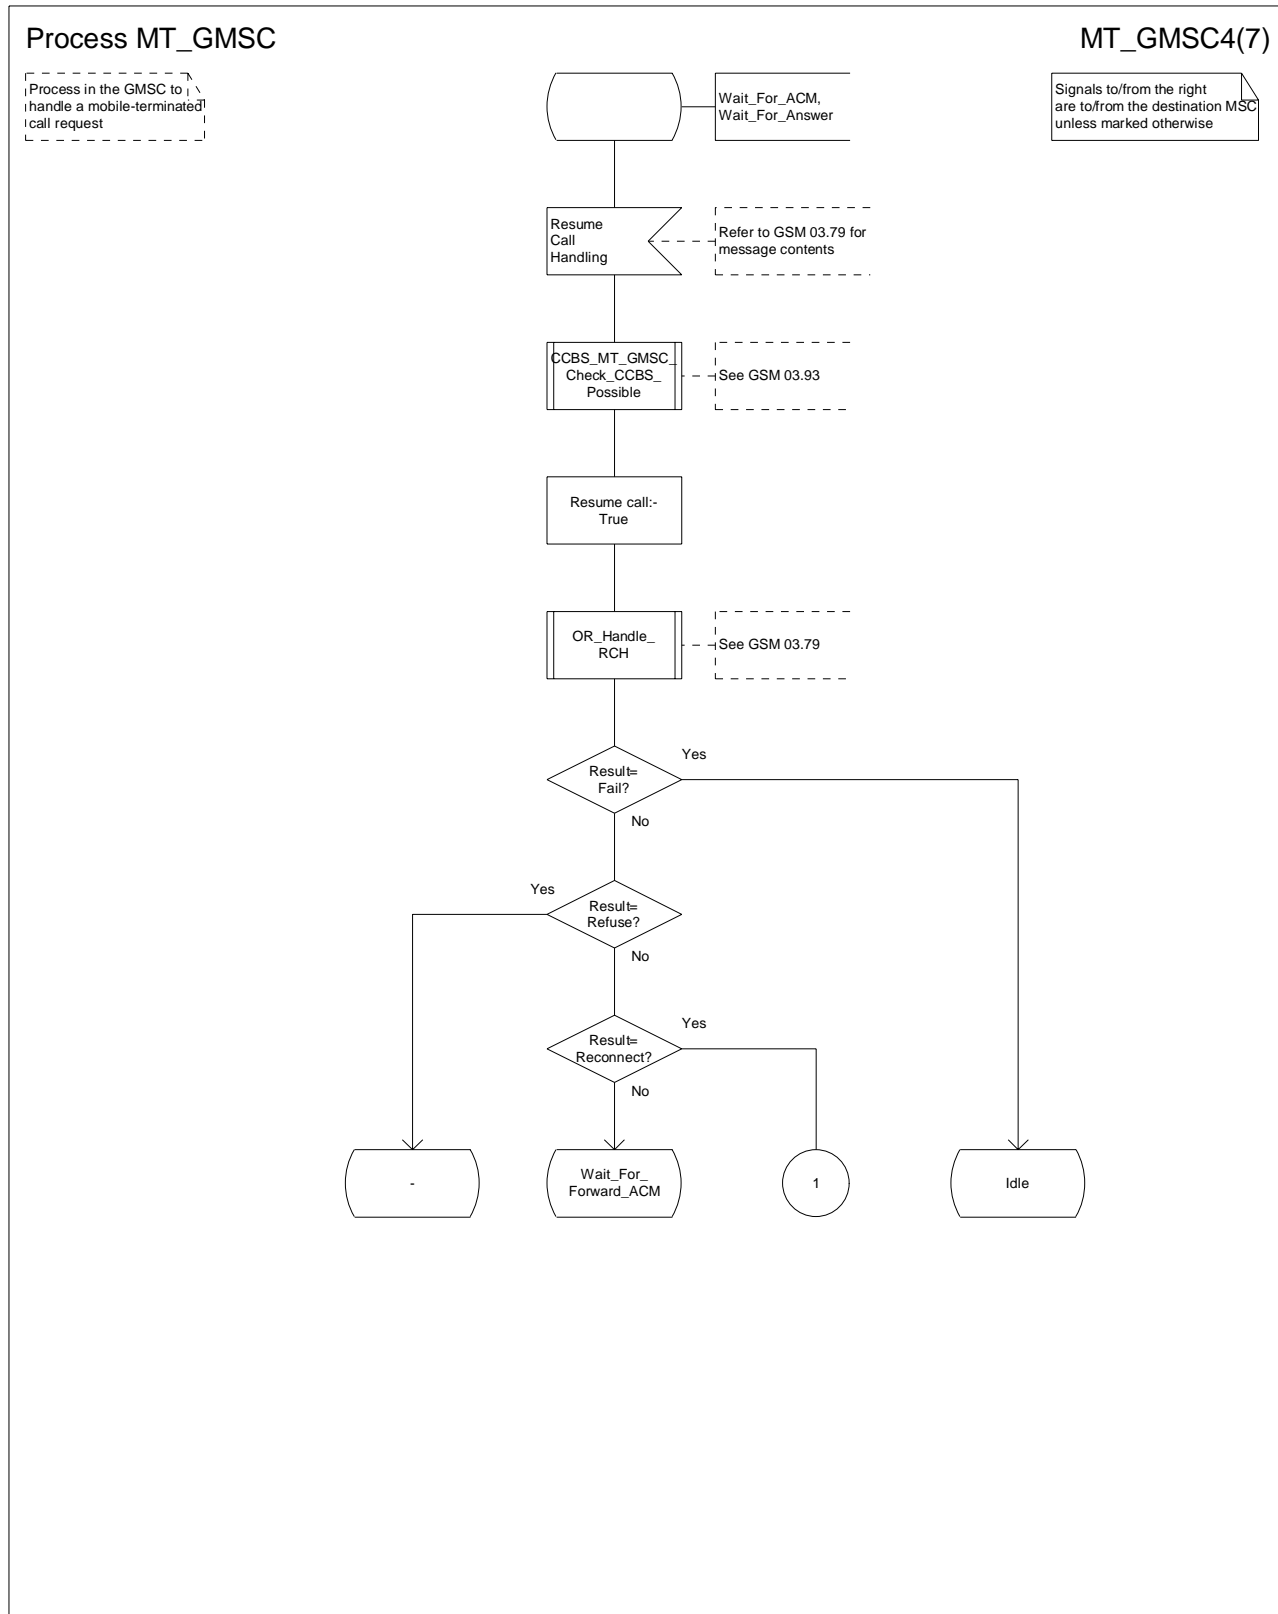 Process MT_GMSC
MT_GMSC4(7)
Process in the GMSC to
handle a mobile-terminated
call request
Wait_For_ACM,
Wait_For_Answer
Signals to/from the right
are to/from the destination MSC
unless marked otherwise
Resume
Call
Handling
Refer to GSM 03.79 for
message contents
CCBS_MT_GMSC_
Check_CCBS_
Possible
See GSM 03.93
Resume call:-
True
OR_Handle_
RCH
See GSM 03.79
Result=
Fail?
Yes
No
Result=
Refuse?
Yes
No
Result=
Reconnect?
Yes
No
-
Wait_For_
Forward_ACM
1
Idle